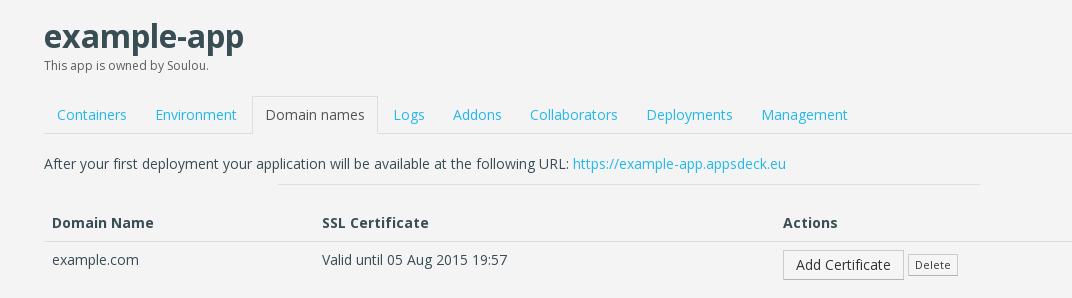 example-app
This app is owned by Soulou.
Containers Environment Domain names Logs Addons Collaborators Deployments Management
After your first deployment your application will be available at the following URL: https://example-app.appsdeck.eu
Domain Name SSL Certificate Actions
example.com Valid until 05 Aug 2015 19:57 Add Certificate Delete